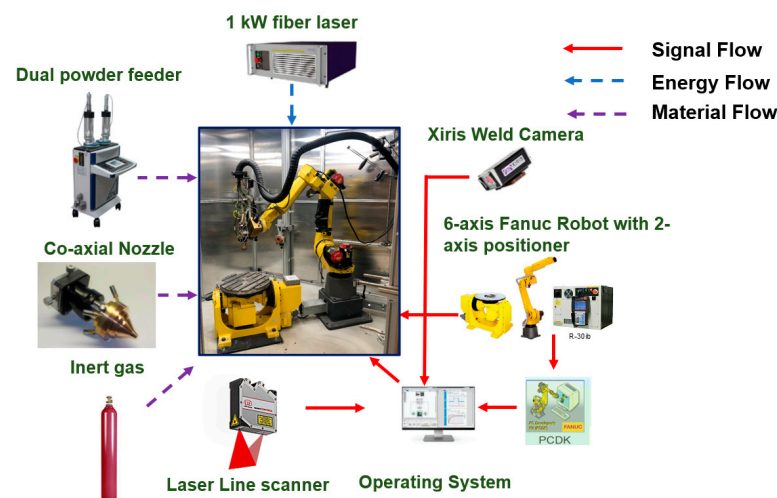 1 kW fiber laser
Signal Flow
Energy Flow
Material Flow
Dual powder feeder
Xiris Weld Camera
6-axis Fanuc Robot with 2-
axis positioner
Co-axial Nozzle
R-30ib
Inert gas
FANUC
PCDK
Laser Line scanner
Operating System